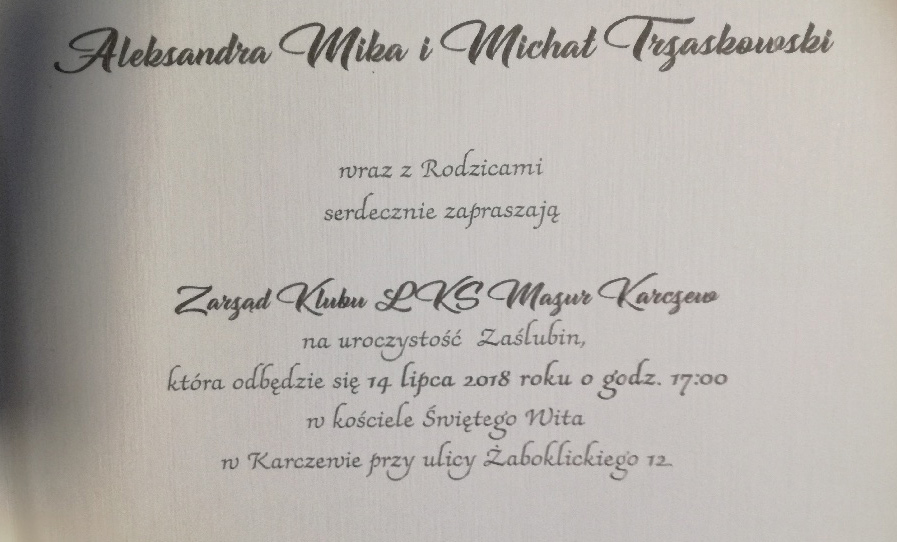 Aleksandra Mika i Michał Trzaskowski
wraz z Rodzicami
serdecznie zapraszają
Zarząd Klubu LKS Mazur Karczew
na uroczystość Zaślubin,
która odbędzie się 14 lipca 2018 roku o godz. 17:00
w kościele Świętego Wita
w Karczewie przy ulicy Żaboklickiego 12